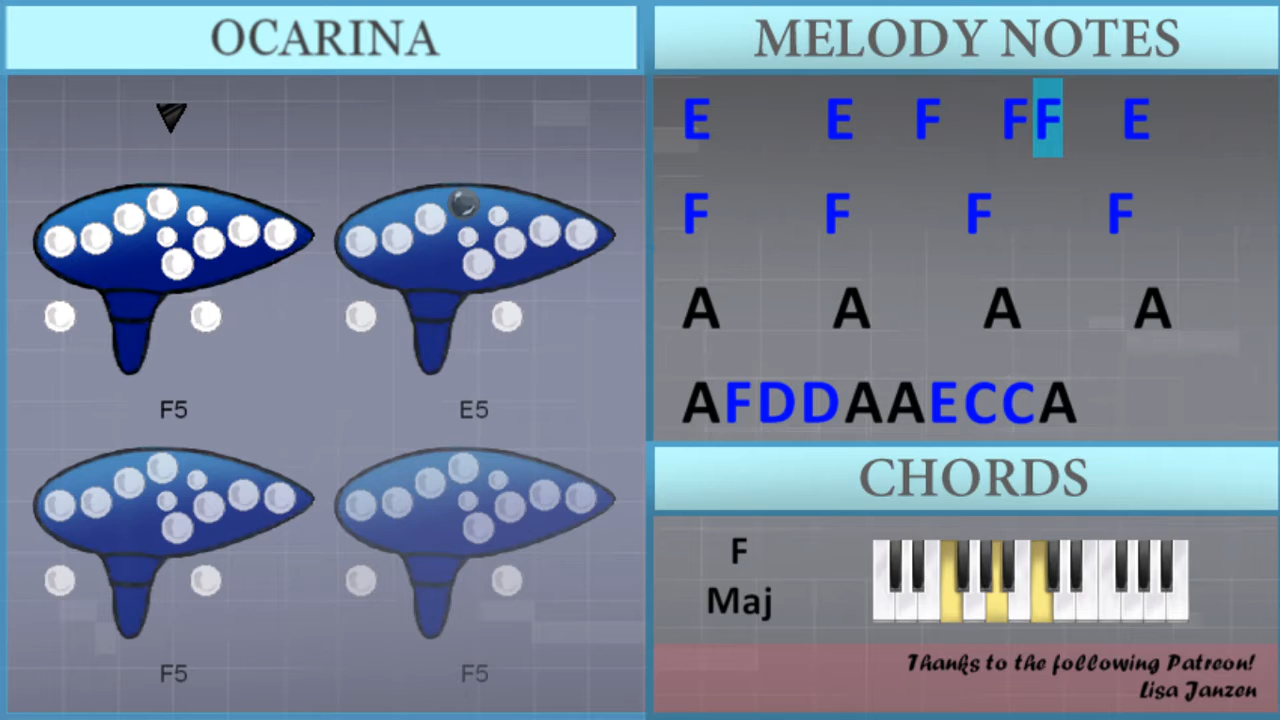 OCARINA
F5
E5
F5
F5
MELODY NOTES
E E F FF E
F F F F
A A A A
AFDDAAECCA
CHORDS
F
Maj
Thanks to the following Patreon!
Lisa Janzen